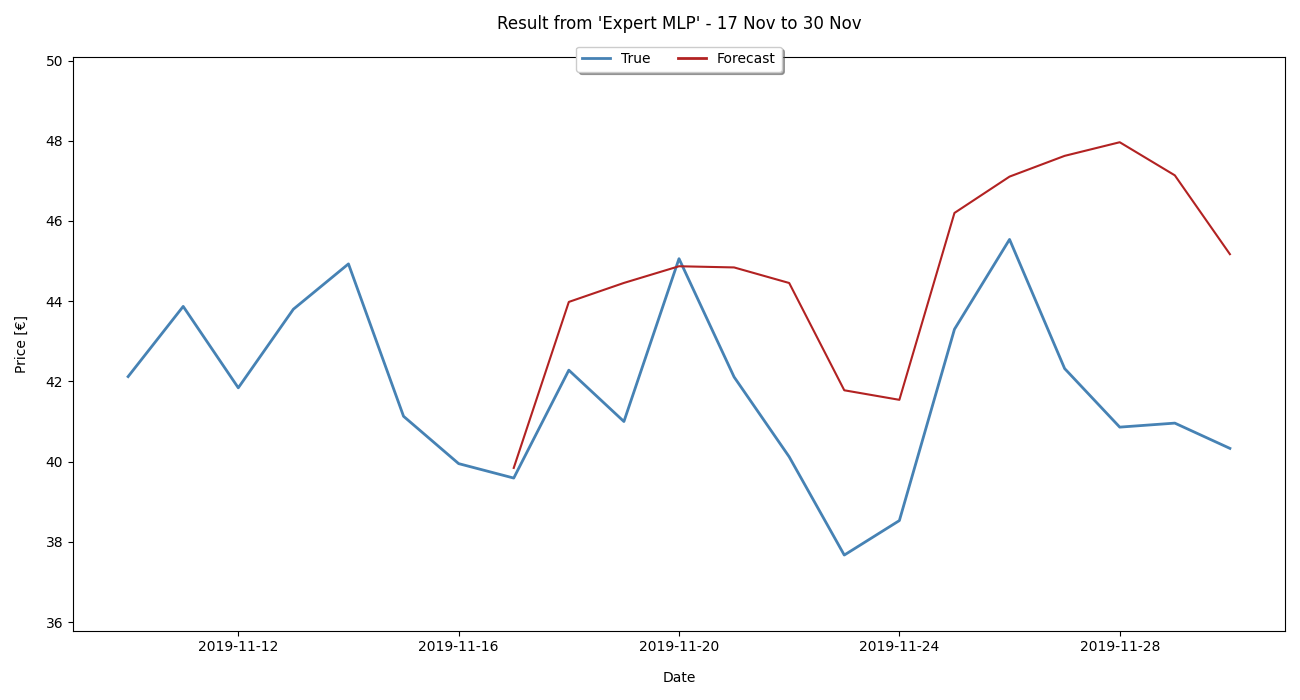 Result from 'Expert MLP' - 17 Nov to 30 Nov
True Forecast
50
48
46
44
42
40
38
36
Price [€]
2019-11-12 2019-11-16 2019-11-20 2019-11-24 2019-11-28
Date